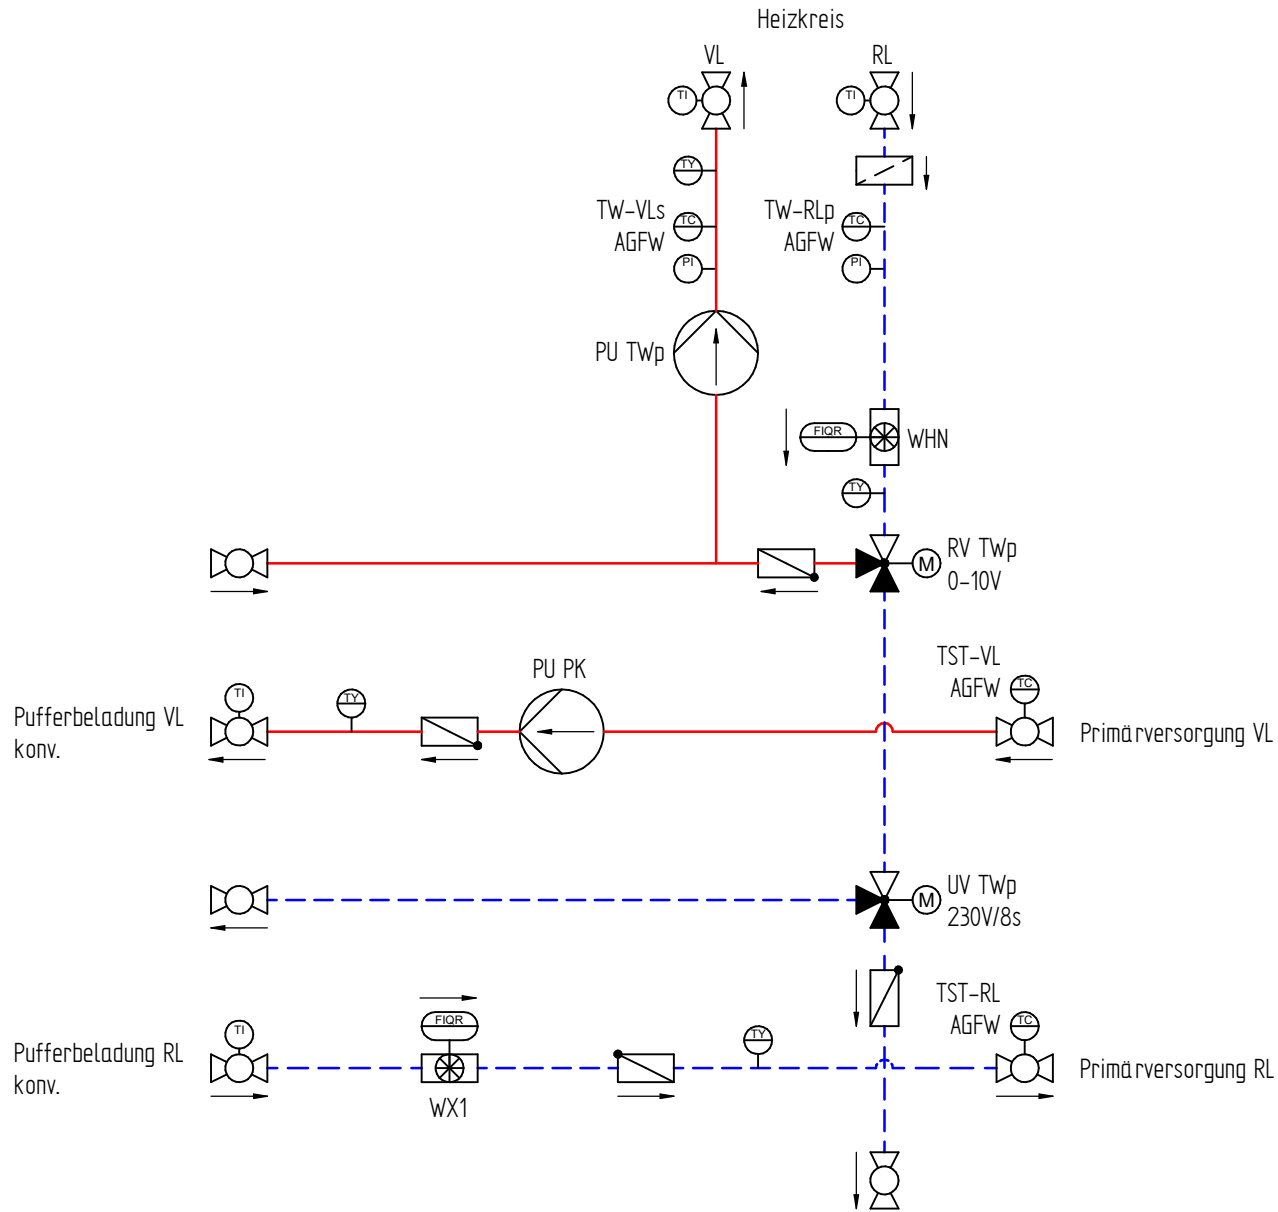 Heizkreis
VL
RL
TI
TI
TY
TW-VLs
AGFW
TC
TW-RLp
AGFW
TC
PI
PI
PU TWp
FIQR
WHN
TY
RV TWp
0-10V
M
PU PK
TST-VL
AGFW
TC
TI
TY
Pufferbeladung VL
konv.
Primärversorgung VL
UV TWp
230V/8s
M
TST-RL
AGFW
TC
FIQR
TI
TY
Pufferbeladung RL
konv.
WX1
Primärversorgung RL